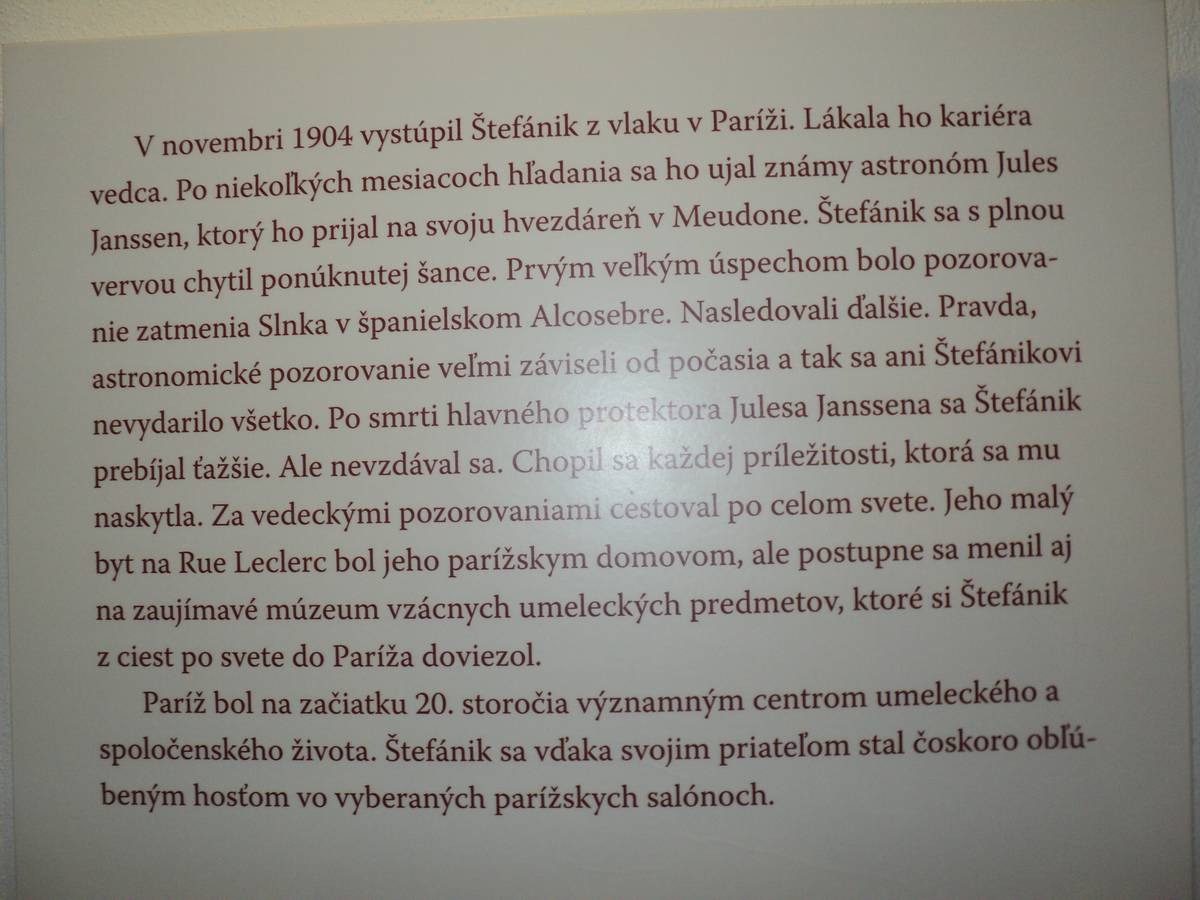 V novembri 1904 vystúpil Štefánik z vlaku v Paríži. Lákala ho kariéra
vedca. Po niekoľkých mesiacoch hľadania sa ho ujal známy astronóm Jules
Janssen, ktorý ho prijal na svoju hvezdáreň v Meudone. Štefánik sa s plnou
vervou chytil ponúknutej šance. Prvým veľkým úspechom bolo pozorova-
nie zatmenia Slnka v španielskom Alcosebre. Nasledovali ďalšie. Pravda,
astronomické pozorovanie veľmi záviseli od počasia a tak sa ani Štefánikovi
nevydarilo všetko. Po smrti hlavného protektora Julesa Janssena sa Štefánik
prebíjal ťažšie. Ale nevzdával sa. Chopil sa každej príležitosti, ktorá sa mu
naskytla. Za vedeckými pozorovaniami cestoval po celom svete. Jeho malý
byt na Rue Leclerc bol jeho parížskym domovom, ale postupne sa menil aj
na zaujímavé múzeum vzácnych umeleckých predmetov, ktoré si Štefánik
z ciest po svete do Paríža doviezol.
Paríž bol na začiatku 20. storočia významným centrom umeleckého a
spoločenského života. Štefánik sa vďaka svojim priateľom stal čoskoro obľú-
beným hosťom vo vyberaných parížskych salónoch.